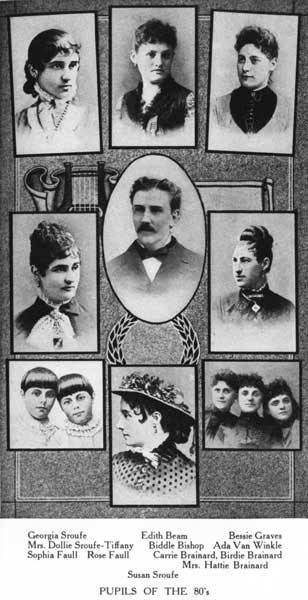 Georgia Sroufe Edith Beam Bessie Graves
Mrs. Dollie Sroufe-Tiffany Biddle Bishop Ada Van Winkle
Sophia Faull Rose Faull Carrie Brainard, Birdie Brainard
Mrs. Hattie Brainard
Susan Sroufe
PUPILS OF THE 80's